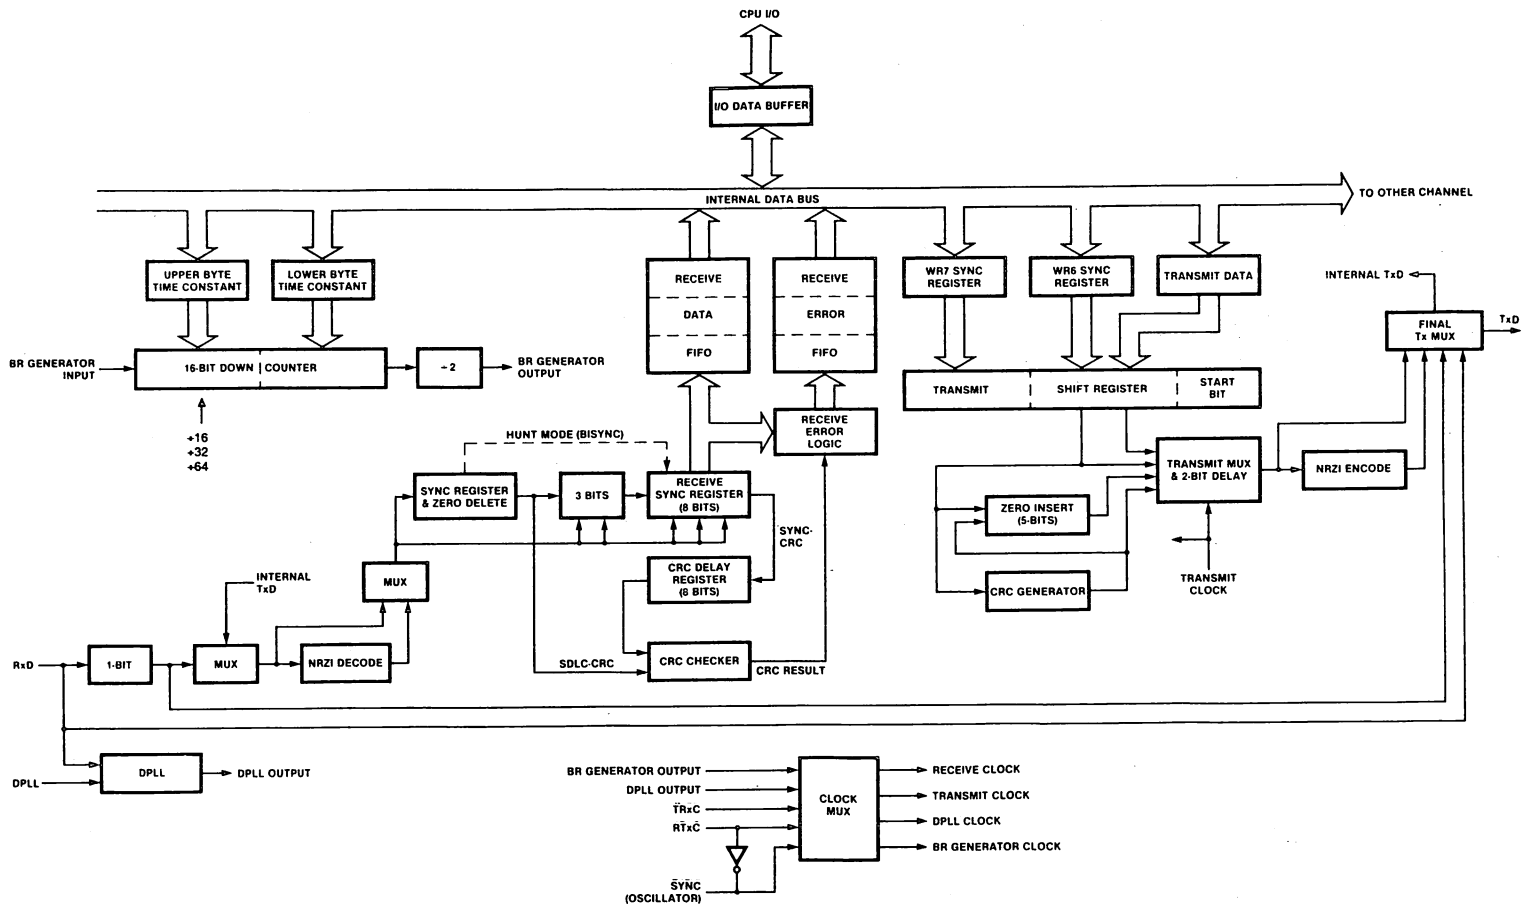 CPU I/O
I/O DATA BUFFER
INTERNAL DATA BUS
TO OTHER CHANNEL
UPPER BYTE
TIME CONSTANT
LOWER BYTE
TIME CONSTANT
RECEIVE
DATA
FIFO
RECEIVE
ERROR
FIFO
WR7 SYNC
REGISTER
WR6 SYNC
REGISTER
TRANSMIT DATA
INTERNAL TxD
FINAL
Tx MUX
TxD
BR GENERATOR
INPUT
16-BIT DOWN COUNTER
÷2
BR GENERATOR
OUTPUT
÷16
÷32
÷64
TRANSMIT
SHIFT REGISTER
START
BIT
HUNT MODE (BISYNC)
RECEIVE
ERROR
LOGIC
SYNC REGISTER
& ZERO DELETE
3 BITS
RECEIVE
SYNC REGISTER
(8 BITS)
TRANSMIT MUX
& 2-BIT DELAY
NRZI ENCODE
ZERO INSERT
(5-BITS)
SYNC-
CRC
CRC DELAY
REGISTER
(8 BITS)
MUX
INTERNAL
TxD
CRC GENERATOR
TRANSMIT
CLOCK
RxD
1-BIT
MUX
NRZI DECODE
SDLC-CRC
CRC CHECKER
CRC RESULT
DPLL
DPLL
DPLL OUTPUT
BR GENERATOR OUTPUT
DPLL OUTPUT
TRxC
RTxC
SYNC
(OSCILLATOR)
CLOCK
MUX
RECEIVE CLOCK
TRANSMIT CLOCK
DPLL CLOCK
BR GENERATOR CLOCK